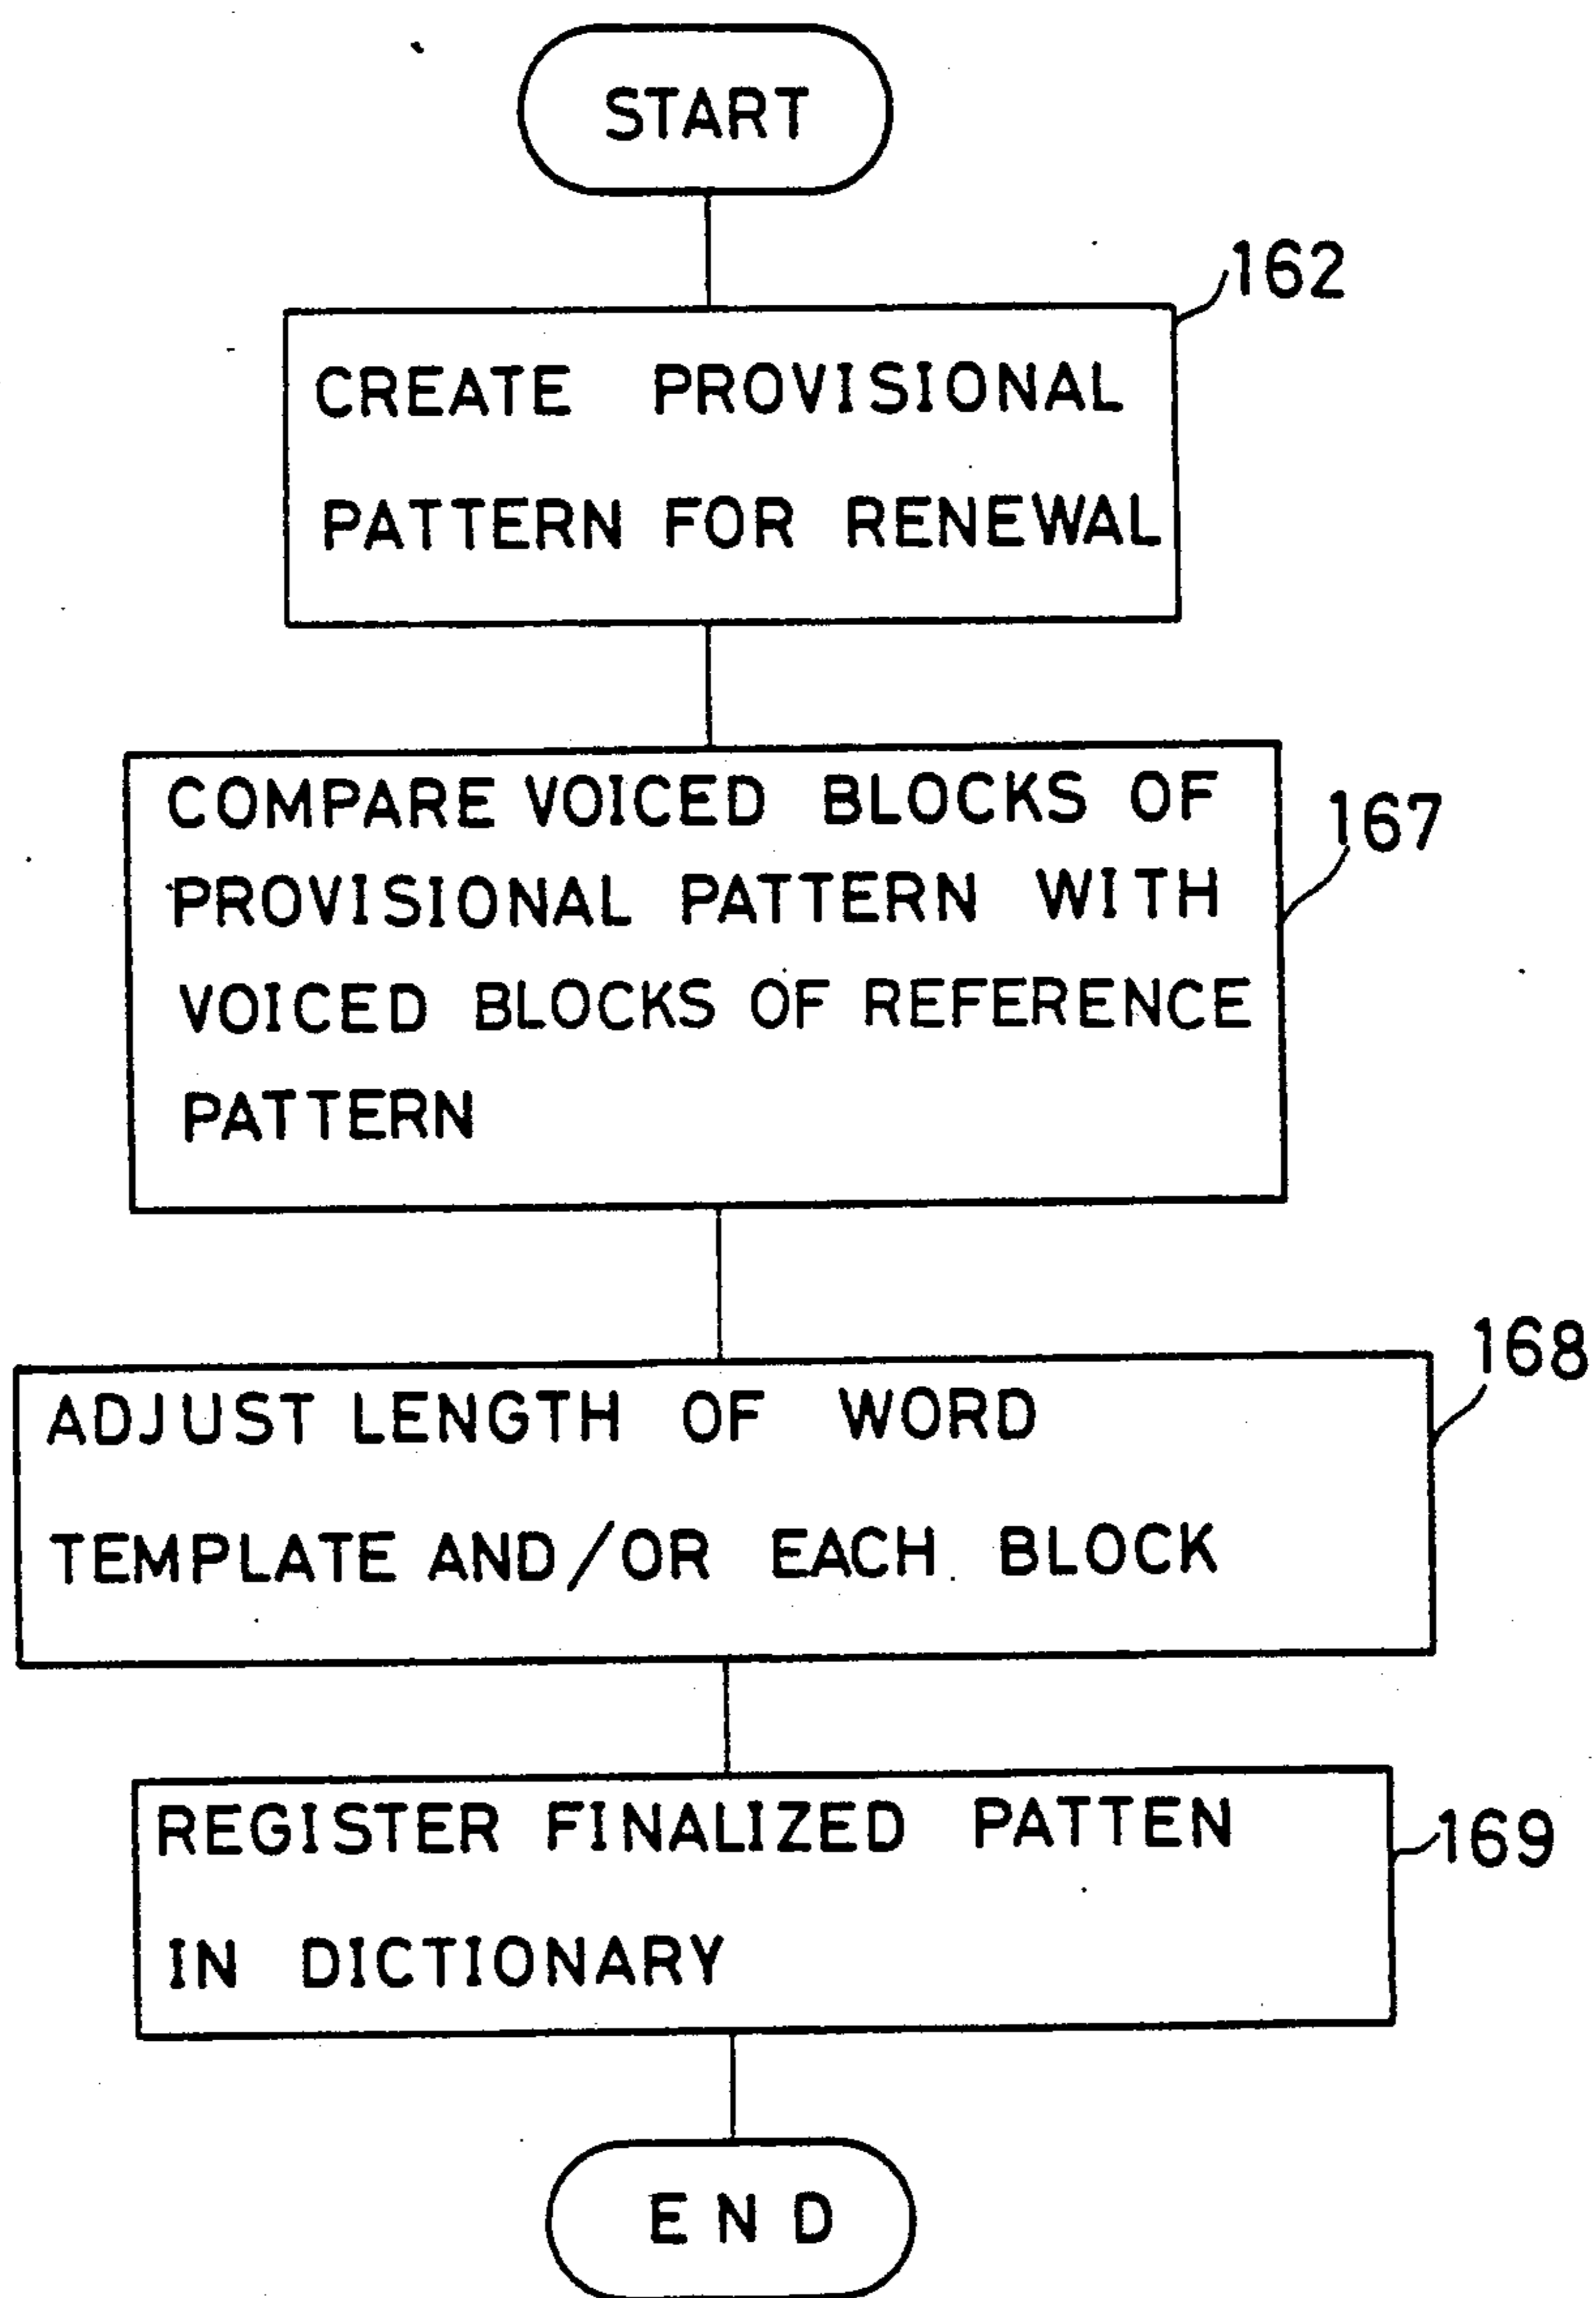 START
162
CREATE PROVISIONAL
PATTERN FOR RENEWAL
COMPARE VOICED BLOCKS OF
PROVISIONAL PATTERN WITH
VOICED BLOCKS OF REFERENCE
PATTERN
167
ADJUST LENGTH OF WORD
TEMPLATE AND/OR EACH BLOCK
168
REGISTER FINALIZED PATTEN
IN DICTIONARY
169
END